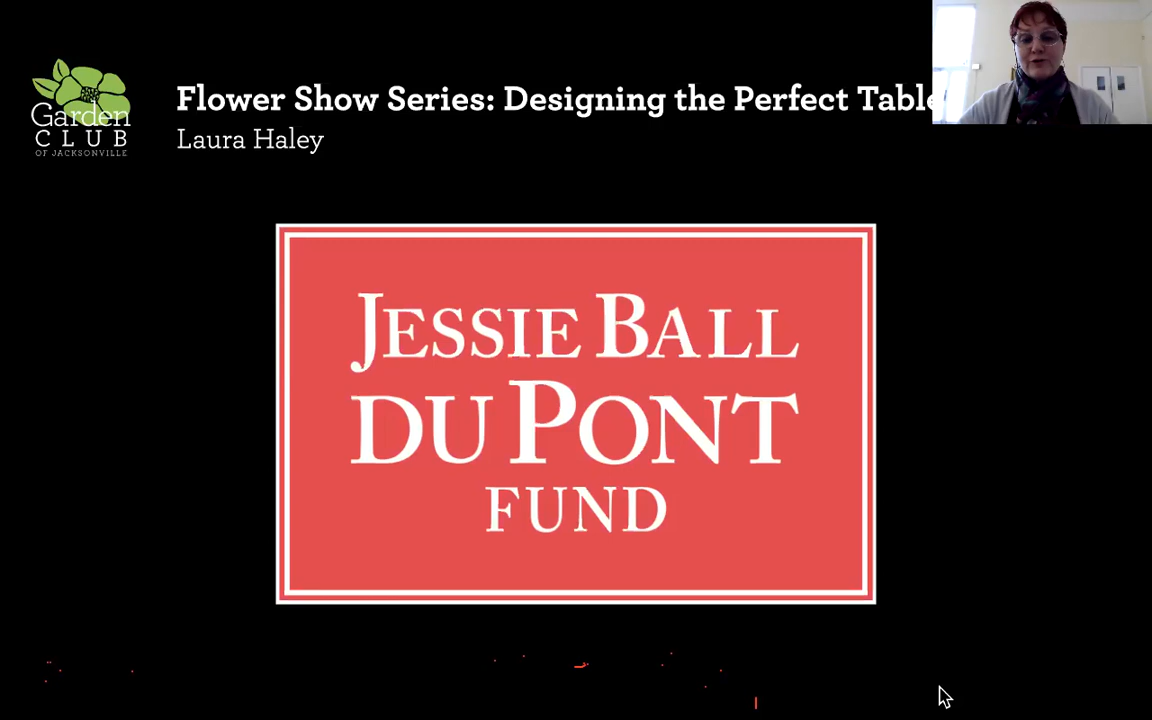 Garden
CLUB
OF JACKSONVILLE
Flower Show Series: Designing the Perfect Table
Laura Haley
JESSIE BALL
DU PONT
FUND